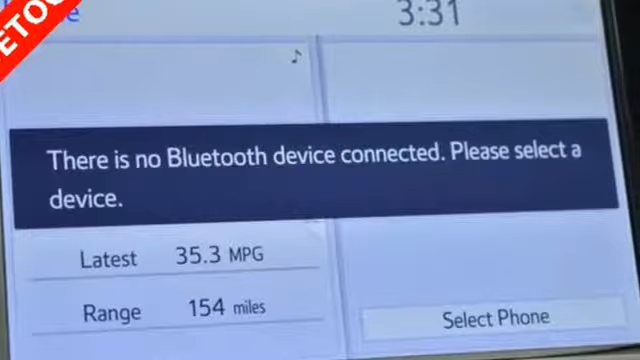 3:31
There is no Bluetooth device connected. Please select a
device.
Latest 35.3 MPG
Range 154 miles
Select Phone